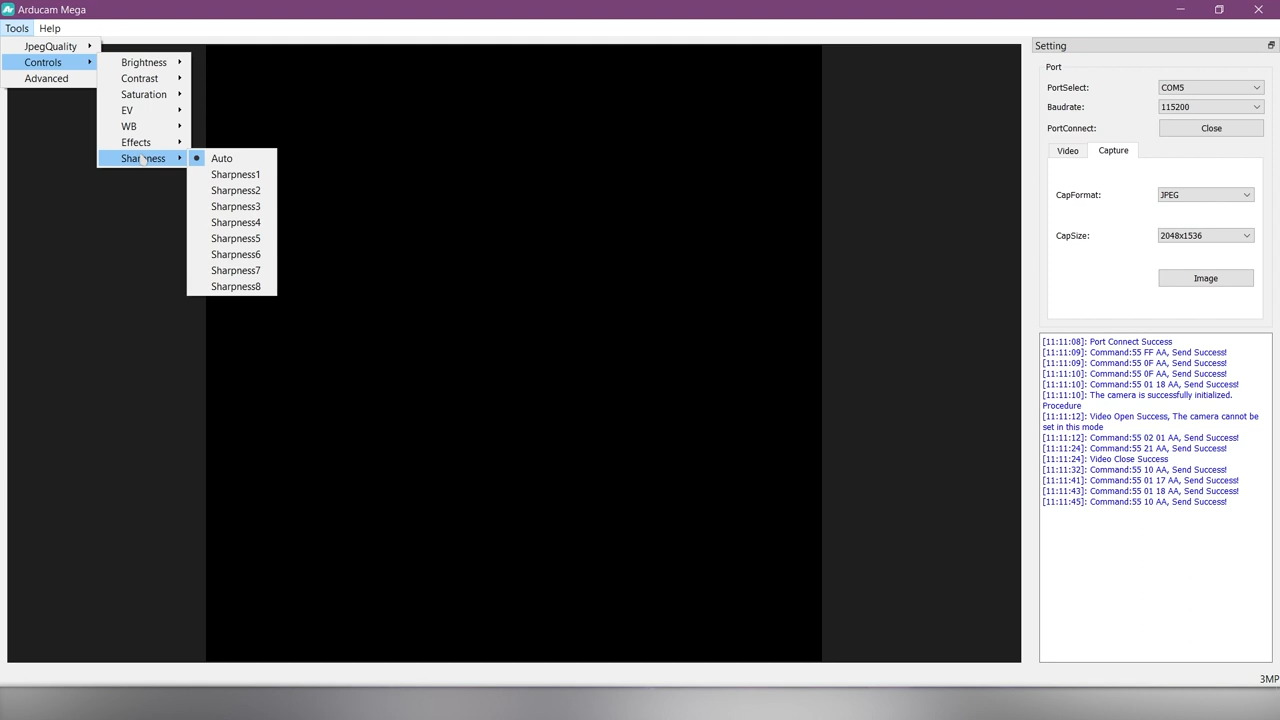 Arducam Mega
Tools Help
JpegQuality
Controls
Advanced
Brightness
Contrast
Saturation
EV
WB
Effects
Sharpness
Auto
Sharpness1
Sharpness2
Sharpness3
Sharpness4
Sharpness5
Sharpness6
Sharpness7
Sharpness8
Setting
Port
PortSelect: COM5
Baudrate: 115200
PortConnect: Close
Video Capture
CapFormat: JPEG
CapSize: 2048x1536
Image
[11:11:08]: Port Connect Success
[11:11:09]: Command:55 FF AA, Send Success!
[11:11:09]: Command:55 0F AA, Send Success!
[11:11:10]: Command:55 0F AA, Send Success!
[11:11:10]: Command:55 01 18 AA, Send Success!
[11:11:10]: The camera is successfully initialized.
Procedure
[11:11:12]: Video Open Success, The camera cannot be
set in this mode
[11:11:12]: Command:55 02 01 AA, Send Success!
[11:11:24]: Command:55 21 AA, Send Success!
[11:11:24]: Video Close Success
[11:11:32]: Command:55 10 AA, Send Success!
[11:11:41]: Command:55 01 17 AA, Send Success!
[11:11:43]: Command:55 01 18 AA, Send Success!
[11:11:45]: Command:55 10 AA, Send Success!
3MP